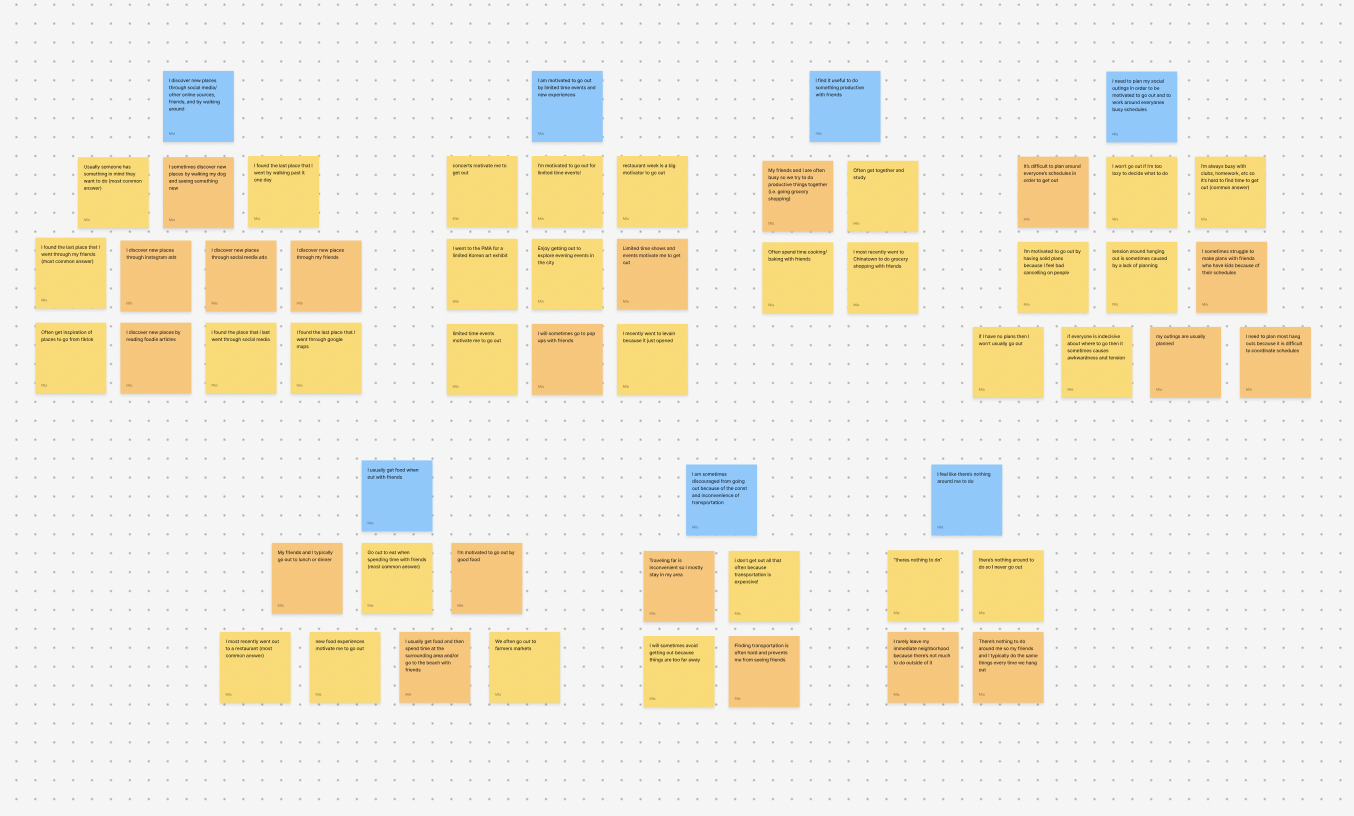 I discover new places
through social media/
other online sources,
friends, and by walking
around!
Mia
Usually someone has
something in mind they
want to do (most common
answer)
Mia
I sometimes discover new
places by walking my dog
and seeing something
new
Mia
I found the last place that I
went by walking past it
one day
Mia
I found the last place that I
went through my friends
(most common answer)
Mia
I discover new places
through instagram ads
Mia
I discover new places
through social media ads
Mia
I discover new places
through my friends
Mia
Often get inspiration of
places to go from tiktok
Mia
I discover new places by
reading foodie articles
Mia
I found the place that I last
went through social media
Mia
I found the last place that I
went through google
maps
Mia
I am motivated to go out
by limited time events and
new experiences
Mia
concerts motivate me to
get out
Mia
I'm motivated to go out for
limited time events!
Mia
restaurant week is a big
motivator to go out
Mia
I went to the PMA for a
limited Korean art exhibit
Mia
Enjoy getting out to
explore evening events in
the city
Mia
Limited time shows and
events motivate me to get
out
Mia
limited time events
motivate me to go out
Mia
I will sometimes go to pop
ups with friends
Mia
I recently went to levain
because it just opened
Mia
I find it useful to do
something productive
with friends
Mia
My friends and I are often
busy so we try to do
productive things together
(i.e. going grocery
shopping)
Mia
Often get together and
study
Mia
Often spend time cooking/
baking with friends
Mia
I most recently went to
Chinatown to do grocery
shopping with friends
Mia
I need to plan my social
outings in order to be
motivated to go out and to
work around everyones
busy schedules
Mia
It's difficult to plan around
everyone's schedules in
order to get out
Mia
I won't go out if I'm too
lazy to decide what to do
Mia
I'm always busy with
clubs, homework, etc so
it's hard to find time to get
out (common answer)
Mia
I'm motivated to go out by
having solid plans
because I feel bad
cancelling on people
Mia
tension around hanging
out is sometimes caused
by a lack of planning
Mia
I sometimes struggle to
make plans with friends
who have kids because of
their schedules
Mia
If I have no plans then I
won't usually go out
Mia
if everyone is indecisive
about where to go then it
sometimes causes
awkwardness and tension
Mia
my outings are usually
planned
Mia
I need to plan most hang
outs because it is difficult
to coordinate schedules
Mia
I usually get food when
out with friends
Mia
My friends and I typically
go out to lunch or dinner
Mia
Go out to eat when
spending time with friends
(most common answer)
Mia
I'm motivated to go out by
good food
Mia
I most recently went out
to a restaurant (most
common answer)
Mia
new food experiences
motivate me to go out
Mia
I usually get food and then
spend time at the
surrounding area and/or
go to the beach with
friends
Mia
We often go out to
farmers markets
Mia
I am sometimes
discouraged from going
out because of the const
and inconvenience of
transportation
Mia
Traveling far is
inconvenient so I mostly
stay in my area
Mia
I don't get out all that
often because
transportation is
expensive!
Mia
I will sometimes avoid
getting out because
things are too far away
Mia
Finding transportation is
often hard and prevents
me from seeing friends
Mia
I feel like there's nothing
around me to do
Mia
"theres nothing to do"
Mia
there's nothing around to
do so I never go out
Mia
I rarely leave my
immediate neighborhood
because there's not much
to do outside of it
Mia
There's nothing to do
around me so my friends
and I typically do the same
things every time we hang
out
Mia